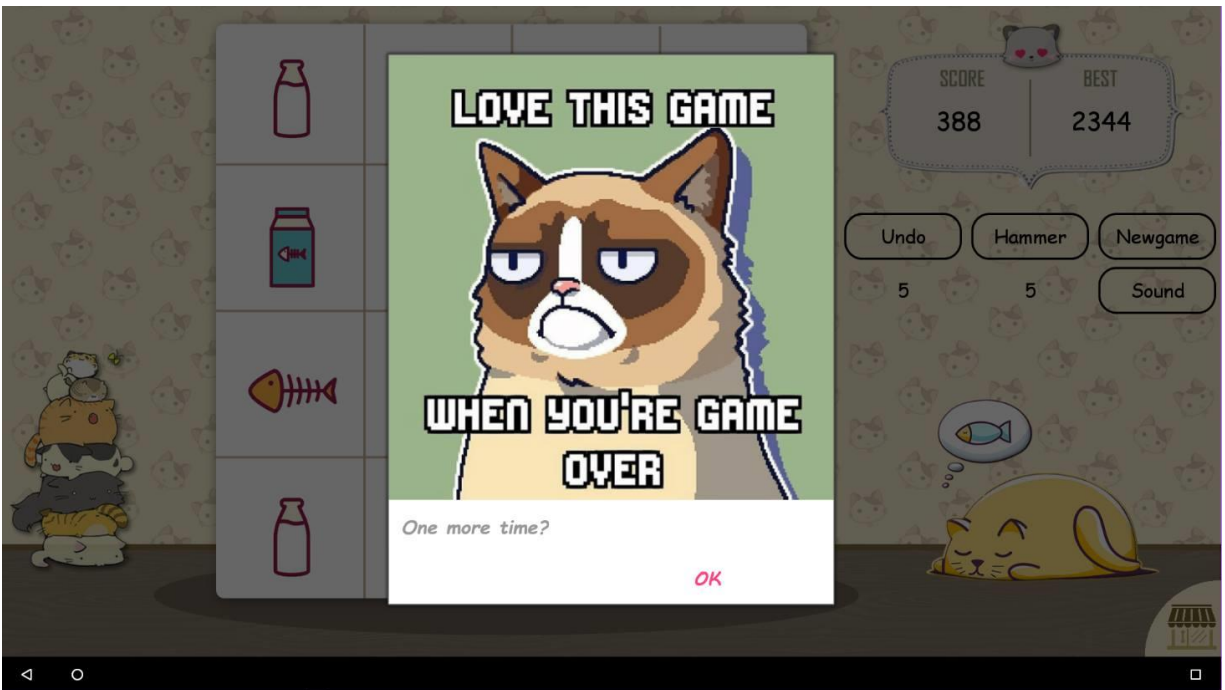 LOVE THIS GAME
WHEN YOU'RE GAME
OVER
One more time?
OK
SCORE BEST
388 2344
Undo Hammer Newgame
5 5 Sound